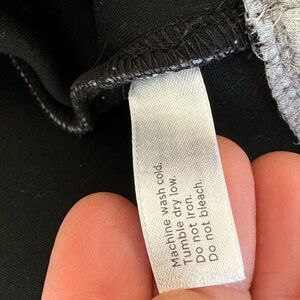 Machine wash cold.
Tumble dry low.
Do not iron.
Do not bleach.